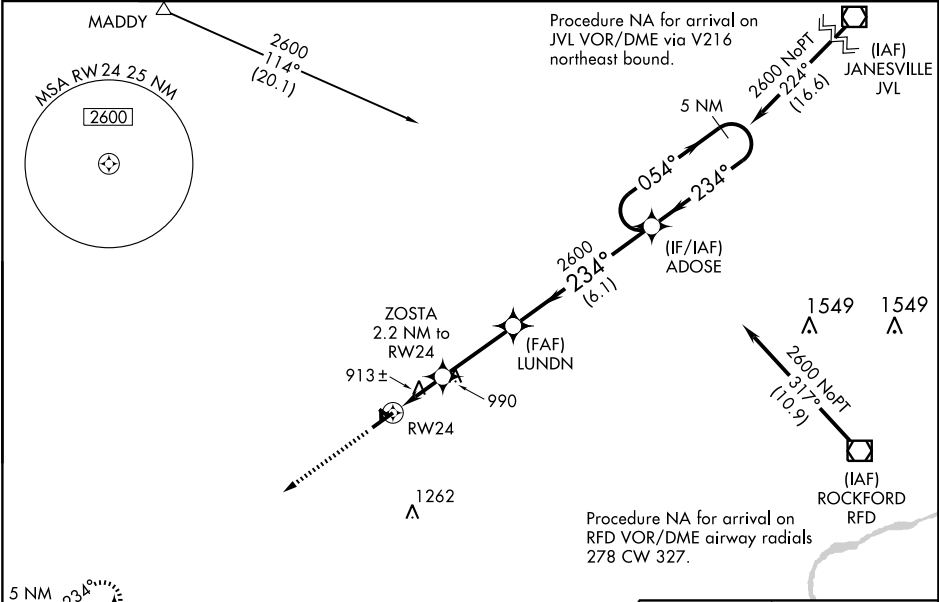 MADDY
2600
114°
(20.1)
MSA RW 24 25 NM
2600
Procedure NA for arrival on
JVL VOR/DME via V216
northeast bound.
(IAF)
JANESVILLE
JVL
2600 NoPT
224°
(16.6)
5 NM
054°
234°
(IF/IAF)
ADOSE
2600
234°
(6.1)
ZOSTA
2.2 NM to
RW24
(FAF)
LUNDN
913±
990
RW24
1549
1549
2600 NoPT
317°
(10.9)
(IAF)
ROCKFORD
RFD
1262
Procedure NA for arrival on
RFD VOR/DME airway radials
278 CW 327.
5 NM
234°